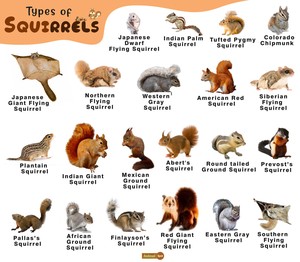 Types of
SQUIRRELS
Japanese
Dwarf
Flying Squirrel
Indian Palm
Squirrel
Tufted Pygmy
Squirrel
Colorado
Chipmunk
Japanese
Giant Flying
Squirrel
Northern
Flying
Squirrel
Western
Gray
Squirrel
American Red
Squirrel
Siberian
Flying
Squirrel
Plantain
Squirrel
Indian Giant
Squirrel
Mexican
Ground
Squirrel
Abert's
Squirrel
Round tailed
Ground Squirrel
Prevost's
Squirrel
Pallas's
Squirrel
African
Ground
Squirrel
Finlayson's
Squirrel
Red Giant
Flying
Squirrel
Eastern Gray
Squirrel
Southern
Flying
Squirrel